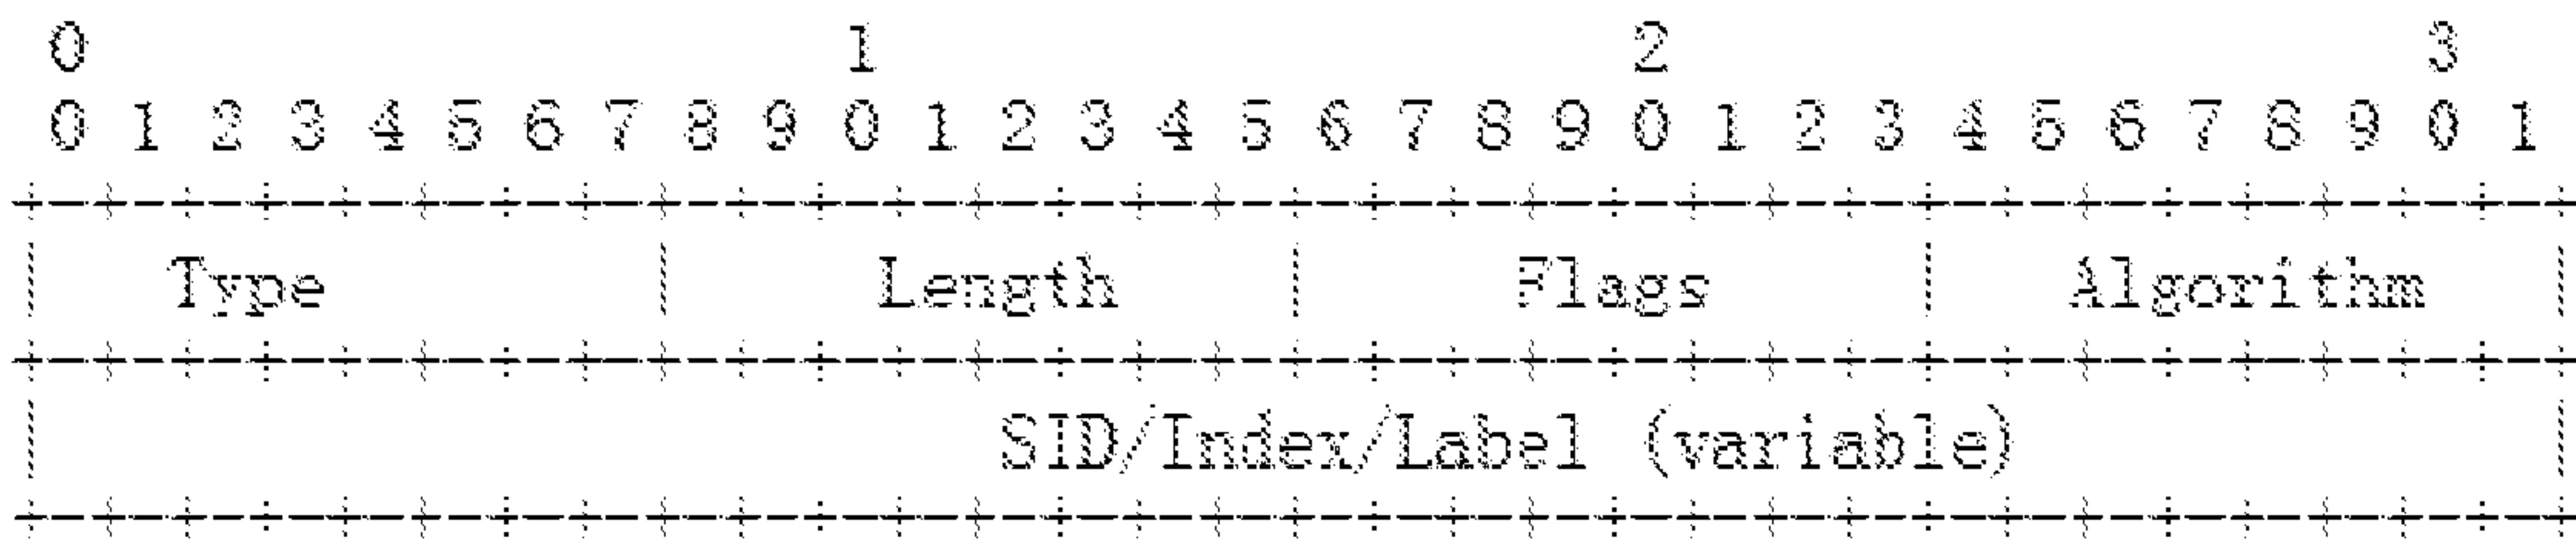 0                   1                   2                   3
 0 1 2 3 4 5 6 7 8 9 0 1 2 3 4 5 6 7 8 9 0 1 2 3 4 5 6 7 8 9 0 1
+-+-+-+-+-+-+-+-+-+-+-+-+-+-+-+-+-+-+-+-+-+-+-+-+-+-+-+-+-+-+-+-+
|   Type        |     Length    |     Flags     |   Algorithm   |
+-+-+-+-+-+-+-+-+-+-+-+-+-+-+-+-+-+-+-+-+-+-+-+-+-+-+-+-+-+-+-+-+
|                        SID/Index/Label (variable)             |
+-+-+-+-+-+-+-+-+-+-+-+-+-+-+-+-+-+-+-+-+-+-+-+-+-+-+-+-+-+-+-+-+